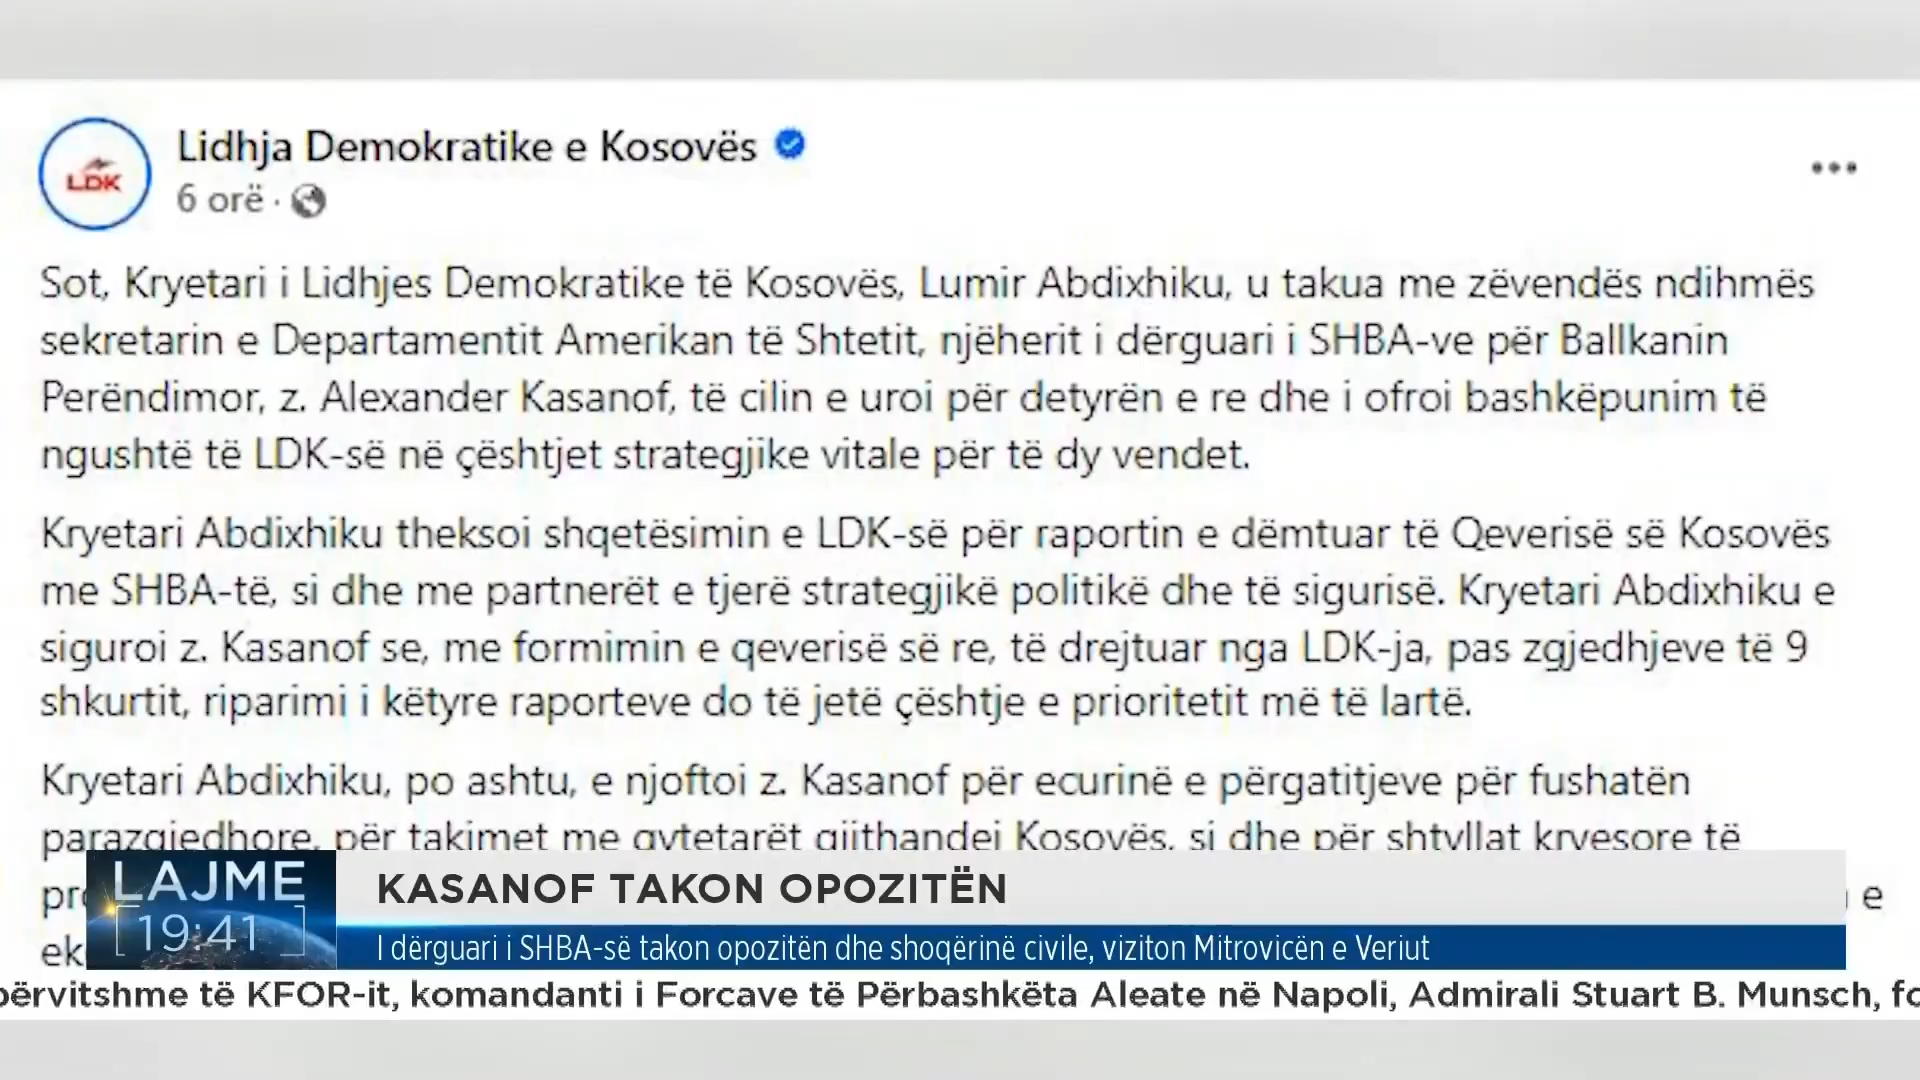 Lidhja Demokratike e Kosovës
LDK
6 orë ·
Sot, Kryetari i Lidhjes Demokratike të Kosovës, Lumir Abdixhiku, u takua me zëvendës ndihmës
sekretarin e Departamentit Amerikan të Shtetit, njëherit i dërguari i SHBA-ve për Ballkanin
Perëndimor, z. Alexander Kasanof, të cilin e uroi për detyrën e re dhe i ofroi bashkëpunim të
ngushtë të LDK-së në çështjet strategjike vitale për të dy vendet.
Kryetari Abdixhiku theksoi shqetësimin e LDK-së për raportin e dëmtuar të Qeverisë së Kosovës
me SHBA-të, si dhe me partnerët e tjerë strategjikë politikë dhe të sigurisë. Kryetari Abdixhiku e
siguroi z. Kasanof se, me formimin e qeverisë së re, të drejtuar nga LDK-ja, pas zgjedhjeve të 9
shkurtit, riparimi i këtyre raporteve do të jetë çështje e prioritetit më të lartë.
Kryetari Abdixhiku, po ashtu, e njoftoi z. Kasanof për ecurinë e përgatitjeve për fushatën
parazgjedhore, për takimet me qytetarët gjithandej Kosovës, si dhe për shtyllat kryesore të
e
LAJME
19:41
KASANOF TAKON OPOZITËN
I dërguari i SHBA-së takon opozitën dhe shoqërinë civile, viziton Mitrovicën e Veriut
përvitshme të KFOR-it, komandanti i Forcave të Përbashkëta Aleate në Napoli, Admirali Stuart B. Munsch,